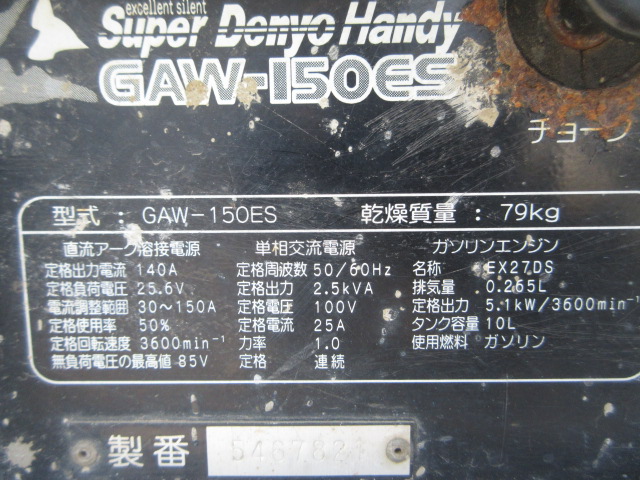 excellent silent
Super Denyo Handy
GAW-150ES
チョーク
型式 : GAW-150ES 乾燥質量 : 79kg
直流アーク溶接電源 単相交流電源 ガソリンエンジン
定格出力電流 140A 定格周波数 50/60Hz 名称 EX27DS
定格負荷電圧 25.6V 定格出力 2.5kVA 排気量 0.265L
電流調整範囲 30～150A 定格電圧 100V 定格出力 5.1kW/3600min⁻¹
定格使用率 50% 定格電流 25A タンク容量 10L
定格回転速度 3600min⁻¹ 力率 1.0 使用燃料 ガソリン
無負荷電圧の最高値 85V 定格 連続
製番